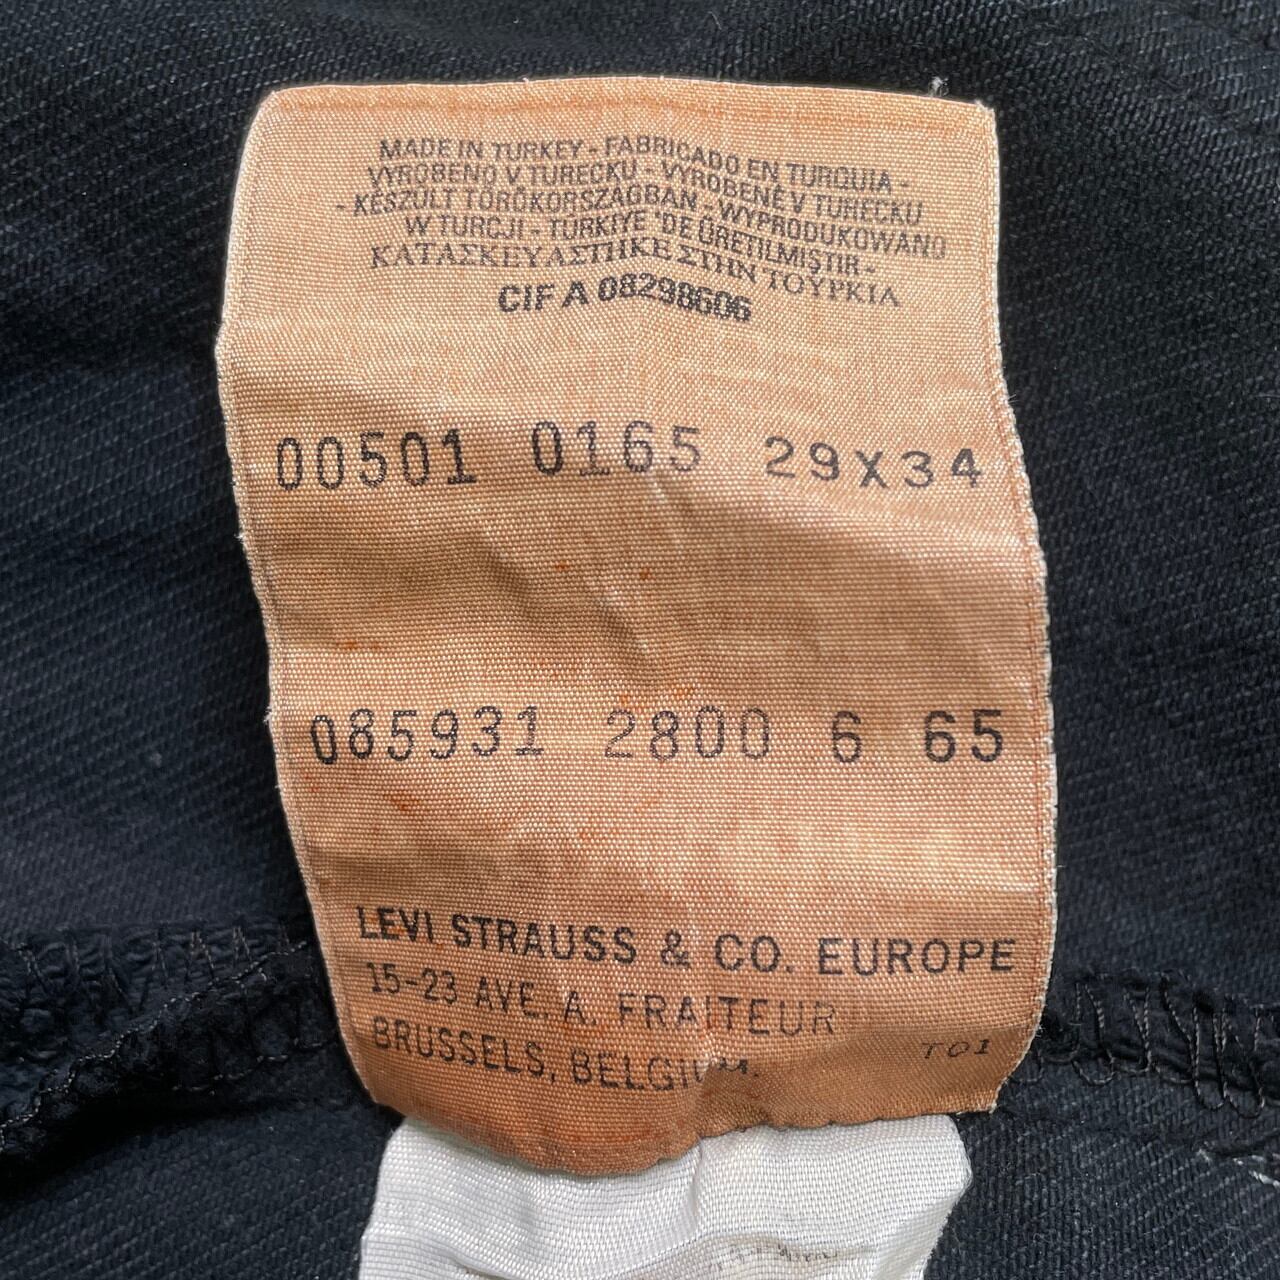 MADE IN TURKEY - FABRICADO EN TURQUIA -
VYROBENO V TURECKU - VYROBENÉ V TURECKU
- KÉSZÜLT TÖRÖKORSZÁGBAN - WYPRODUKOWANO
W TURCJI - TÜRKIYE 'DE ÜRETILMIŞTIR -
ΚΑΤΑΣΚΕΥΑΣΤΗΚΕ ΣΤΗΝ ΤΟΥΡΚΙΑ
CIF A 08298606
00501 0165 29X34
085931 2800 6 65
LEVI STRAUSS & CO. EUROPE
15-23 AVE. A. FRAITEUR
BRUSSELS, BELGIUM.
TOI